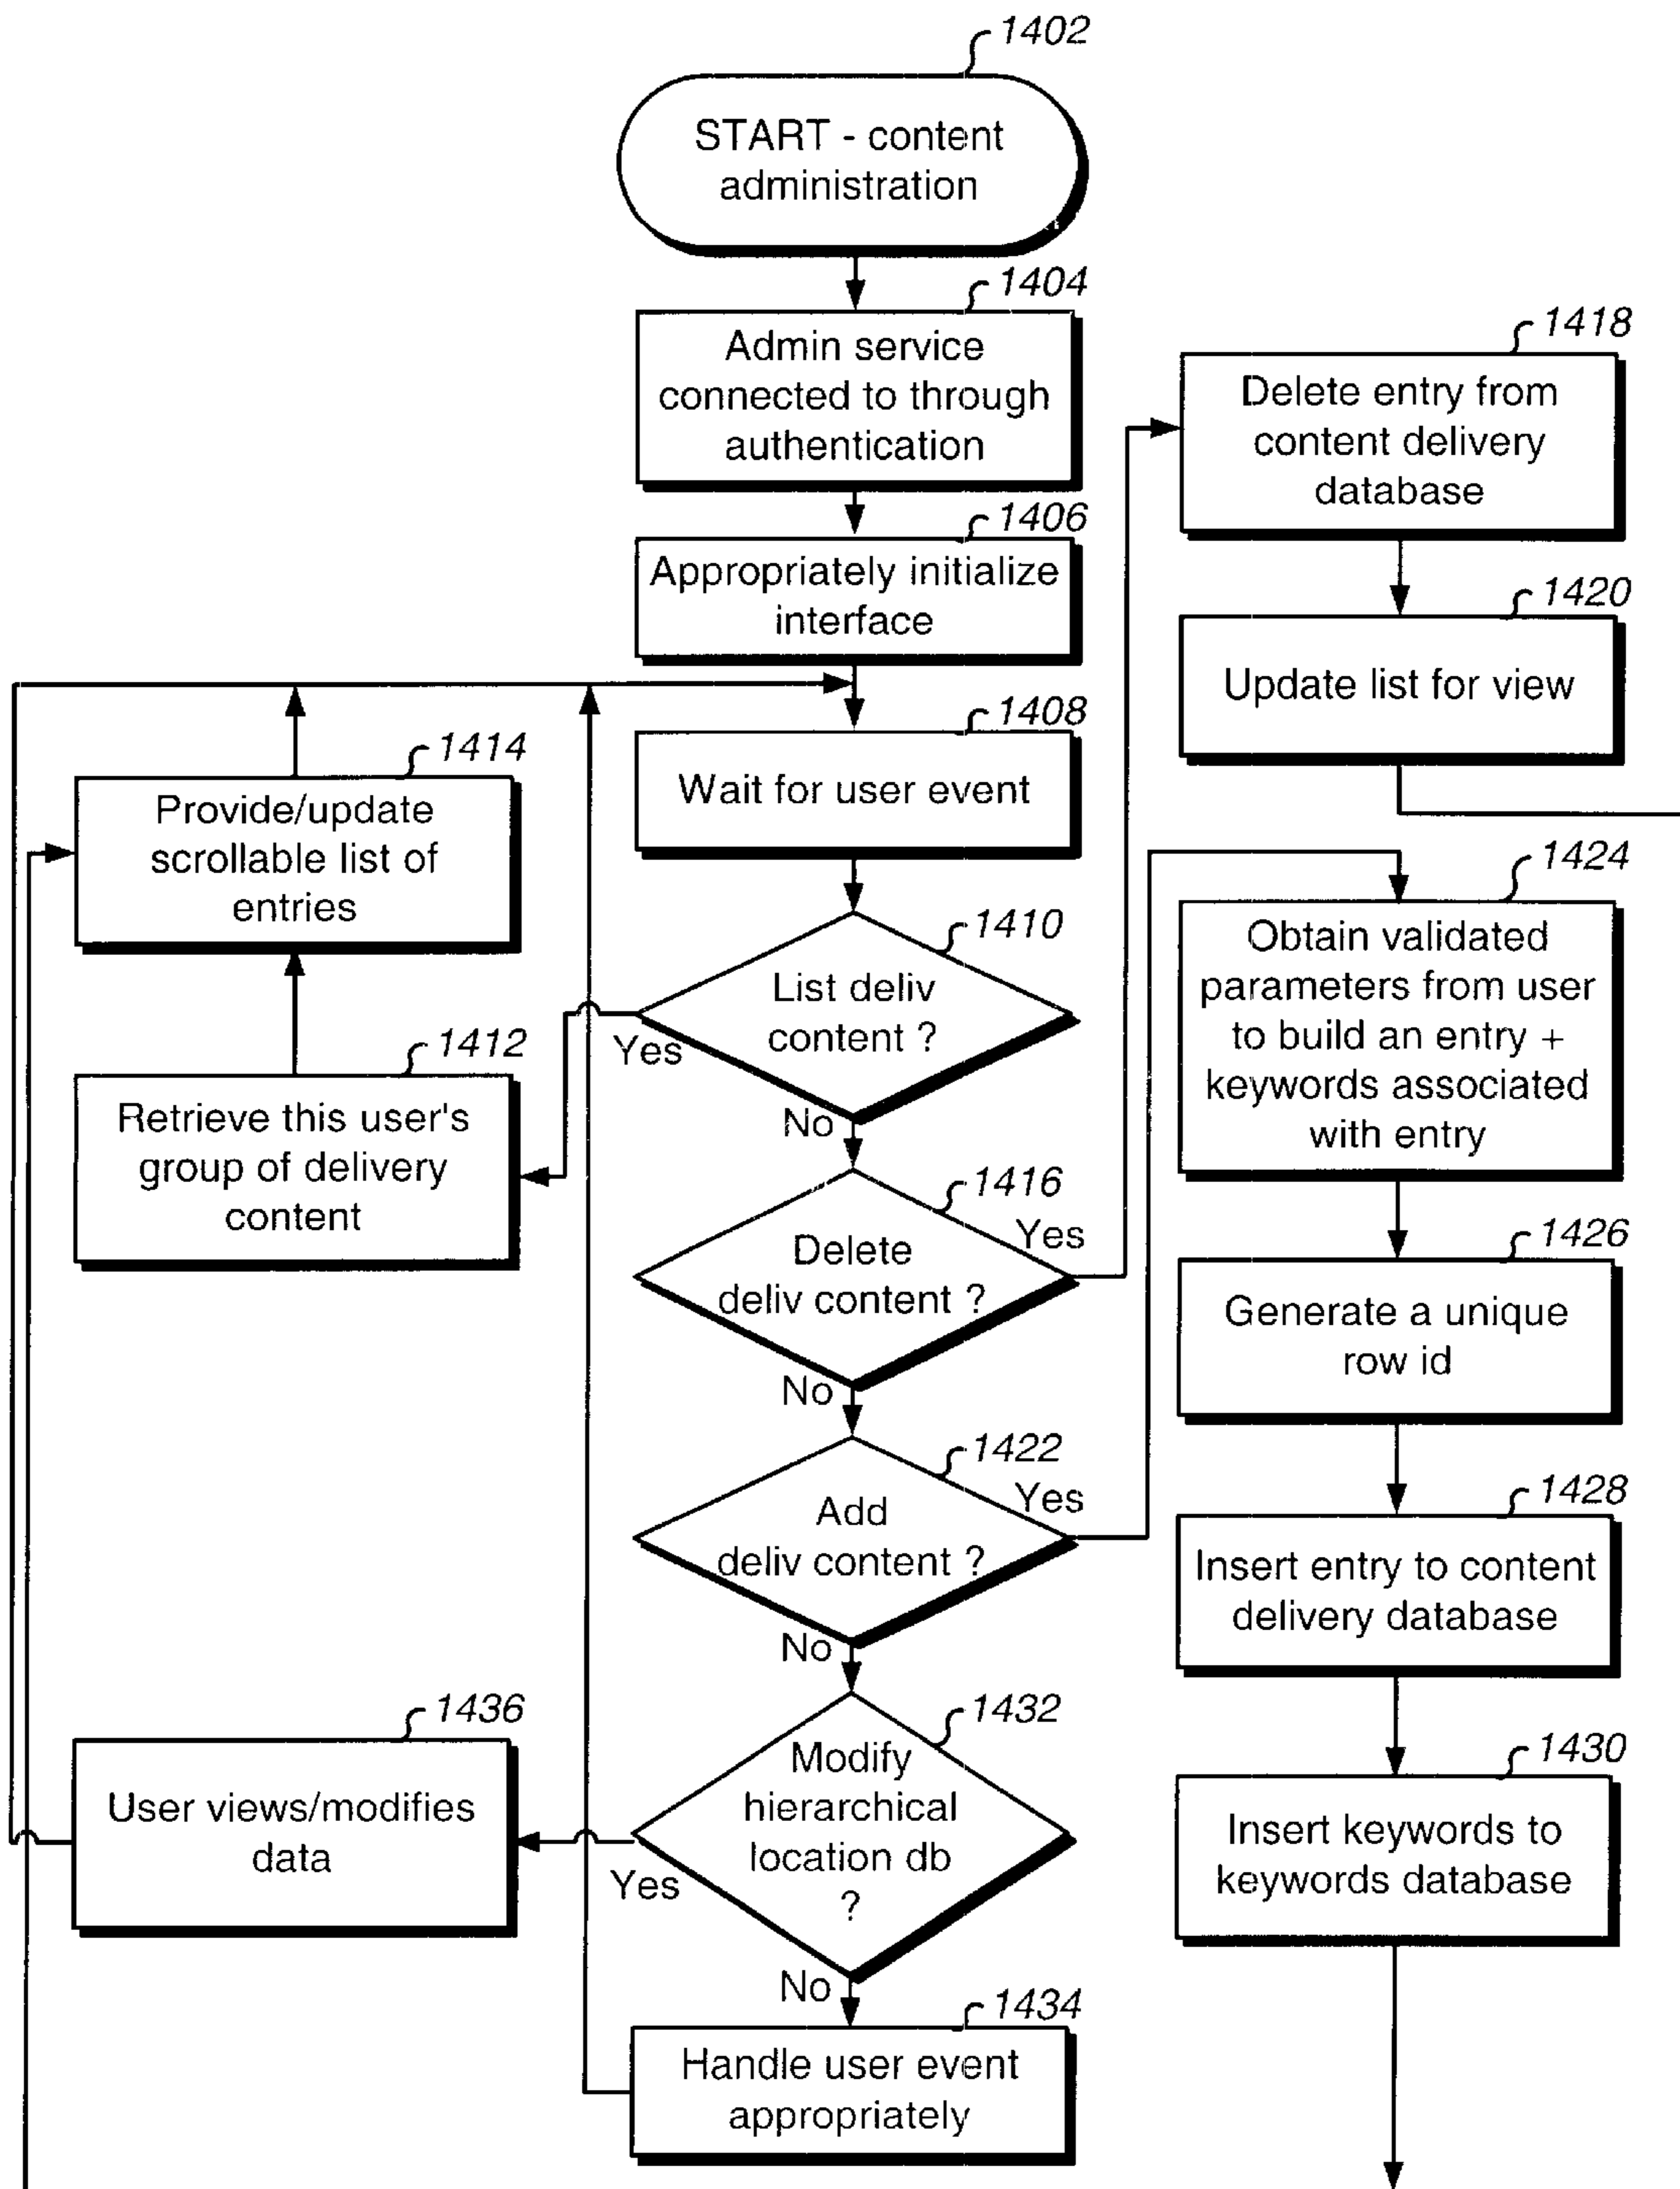 1402
START - content
administration
1404
Admin service
connected to through
authentication
1406
Appropriately initialize
interface
1408
Wait for user event
1410
List deliv
content ?
Yes
No
1412
Retrieve this user's
group of delivery
content
1414
Provide/update
scrollable list of
entries
1416
Delete
deliv content ?
Yes
No
1418
Delete entry from
content delivery
database
1420
Update list for view
1422
Add
deliv content ?
Yes
No
1424
Obtain validated
parameters from user
to build an entry +
keywords associated
with entry
1426
Generate a unique
row id
1428
Insert entry to content
delivery database
1430
Insert keywords to
keywords database
1432
Modify
hierarchical
location db
?
Yes
No
1436
User views/modifies
data
1434
Handle user event
appropriately